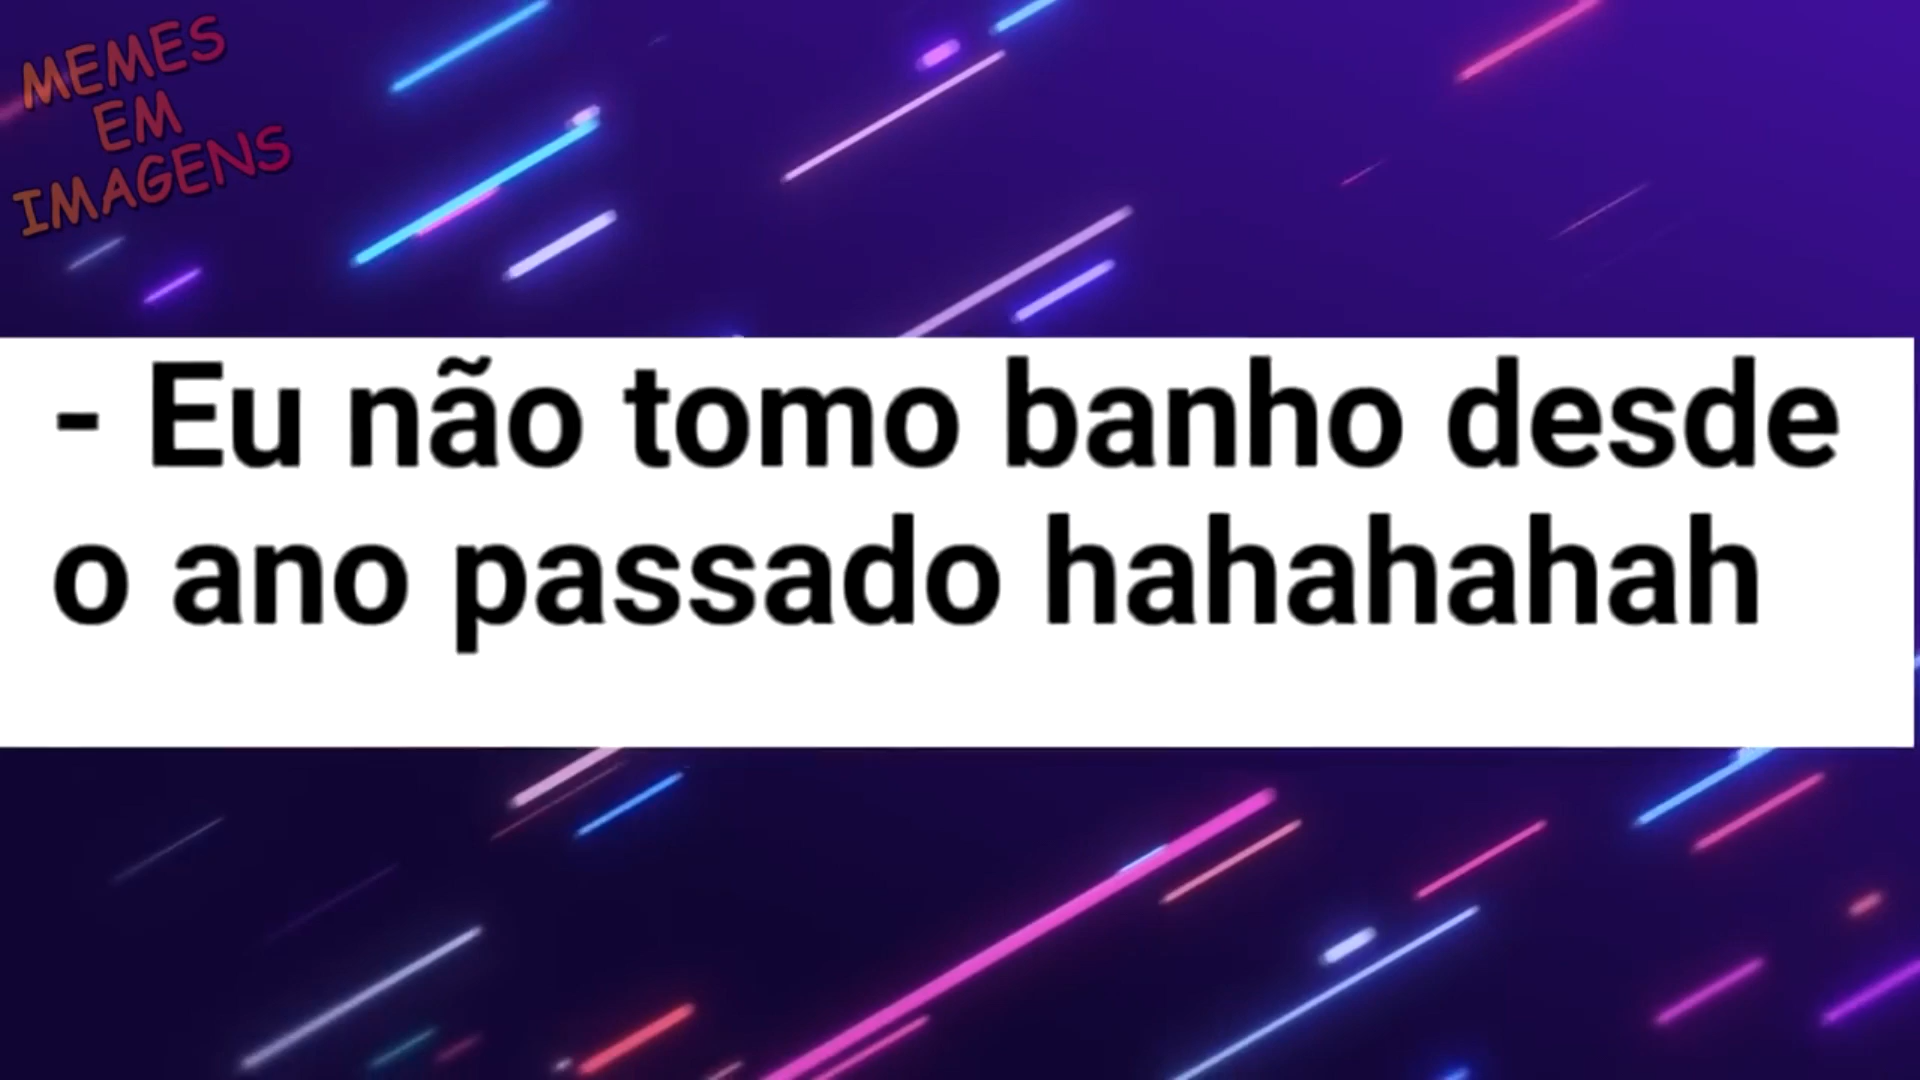 MEMES
EM
IMAGENS
- Eu não tomo banho desde
o ano passado hahahahah